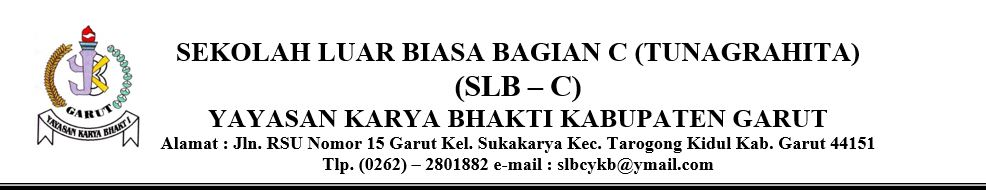 SEKOLAH LUAR BIASA BAGIAN C (TUNAGRAHITA)
(SLB – C)
YAYASAN KARYA BHAKTI KABUPATEN GARUT
Alamat : Jln. RSU Nomor 15 Garut Kel. Sukakarya Kec. Tarogong Kidul Kab. Garut 44151
Tlp. (0262) – 2801882 e-mail : slbcykb@ymail.com
GARUT
YAYASAN KARYA BHAKTI